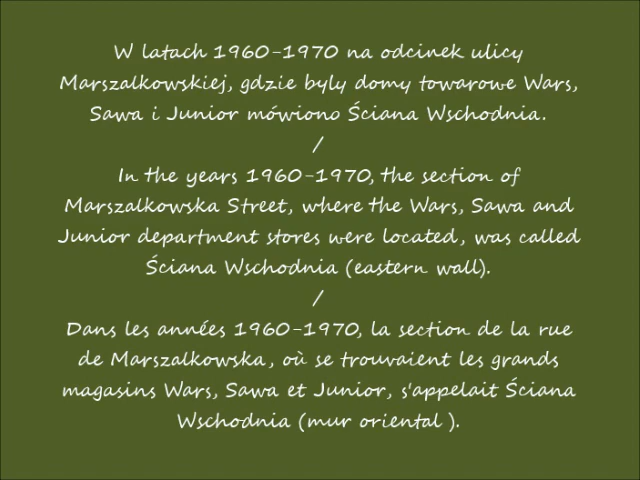 W latach 1960-1970 na odcinek ulicy
Marszalkowskiej, gdzie byly domy towarowe Wars,
Sawa i Junior mówiono Ściana Wschodnia.
/
In the years 1960-1970, the section of
Marszalkowska Street, where the Wars, Sawa and
Junior department stores were located, was called
Ściana Wschodnia (eastern wall).
/
Dans les années 1960-1970, la section de la rue
de Marszalkowska, où se trouvaient les grands
magasins Wars, Sawa et Junior, s'appelait Ściana
Wschodnia (mur oriental ).